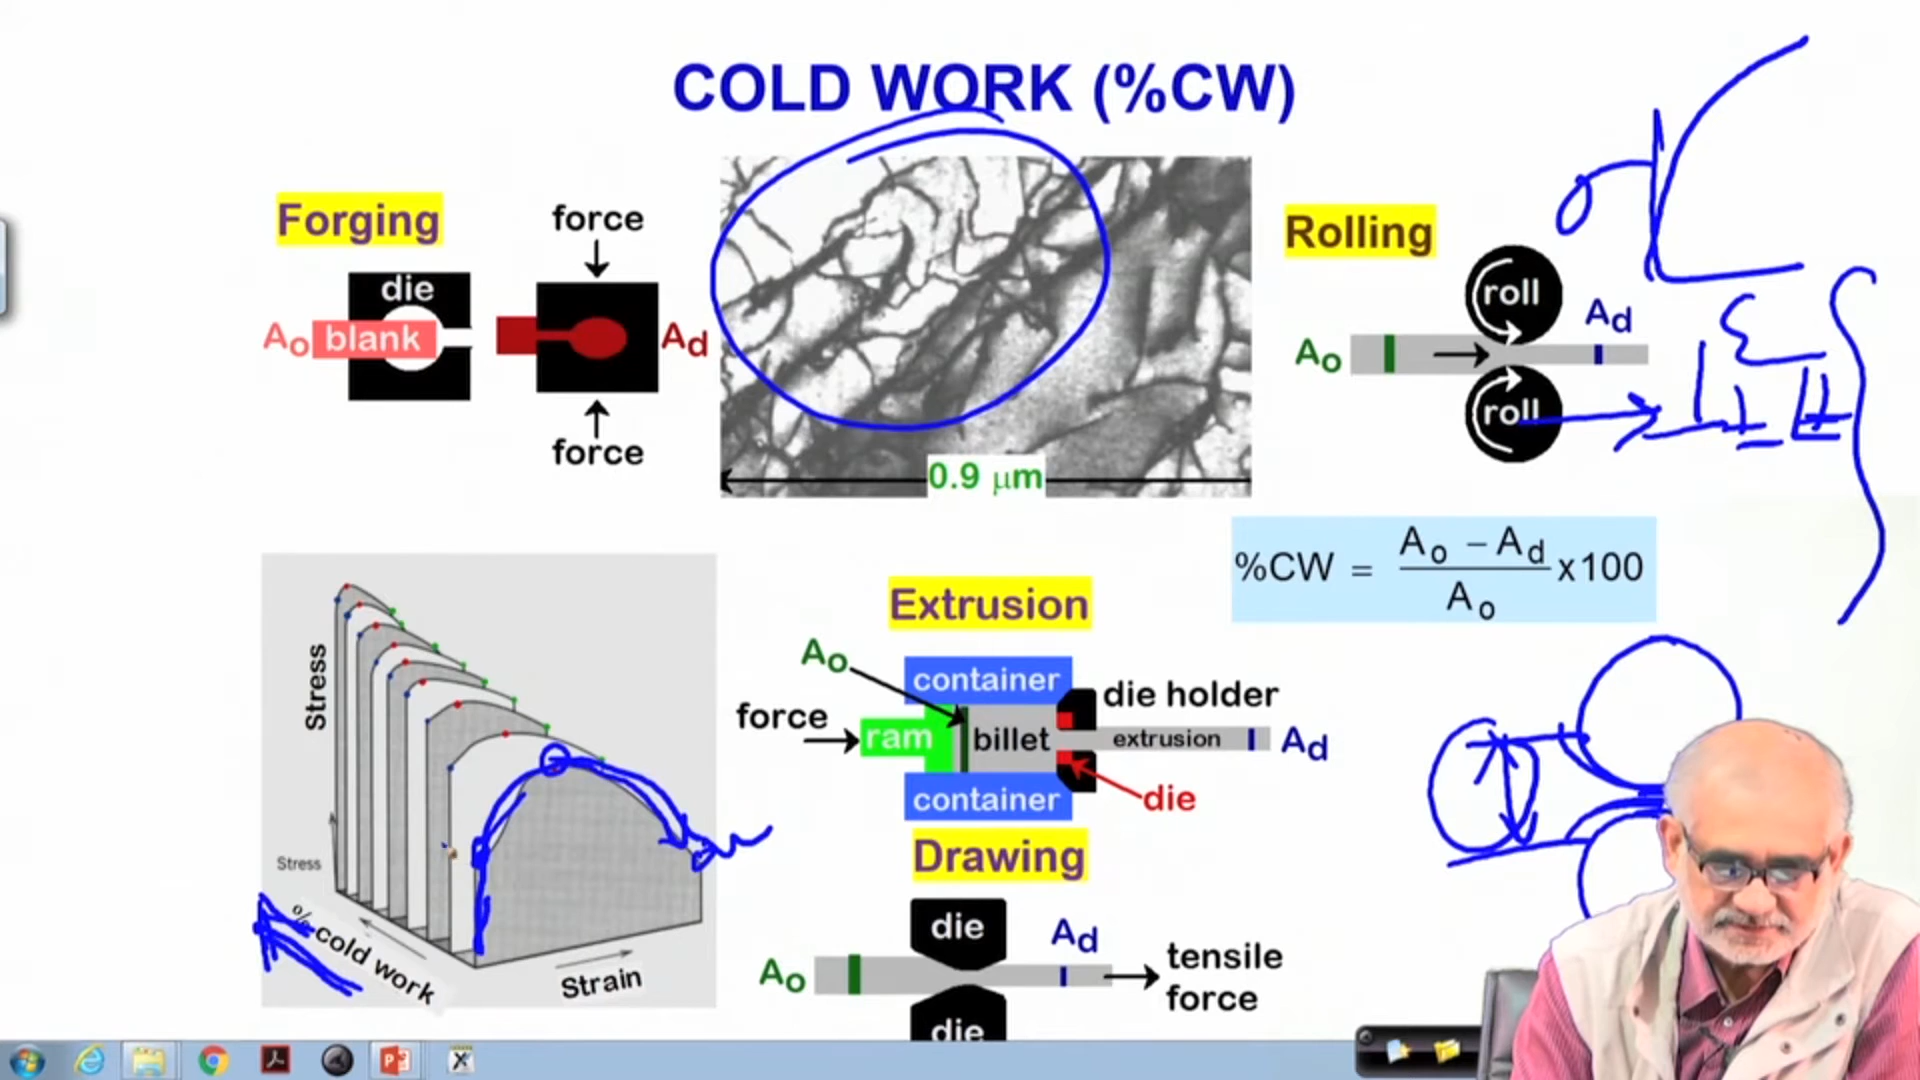 COLD WORK (%CW)
Forging
force
die
Ao blank
Ad
force
0.9 μm
Rolling
roll
Ao
Ad
roll
σ
ε
%CW = Ao – Ad x100
Ao
Stress
Stress
% cold work
Strain
Extrusion
Ao
container
die holder
force
ram
billet
extrusion
Ad
container
die
Drawing
die
Ad
Ao
tensile
force
die